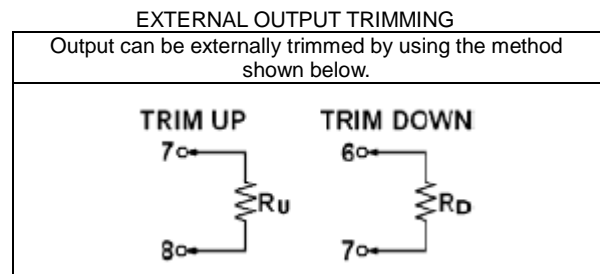 EXTERNAL OUTPUT TRIMMING
Output can be externally trimmed by using the method
shown below.
TRIM UP TRIM DOWN
7 6
RU RD
8 7